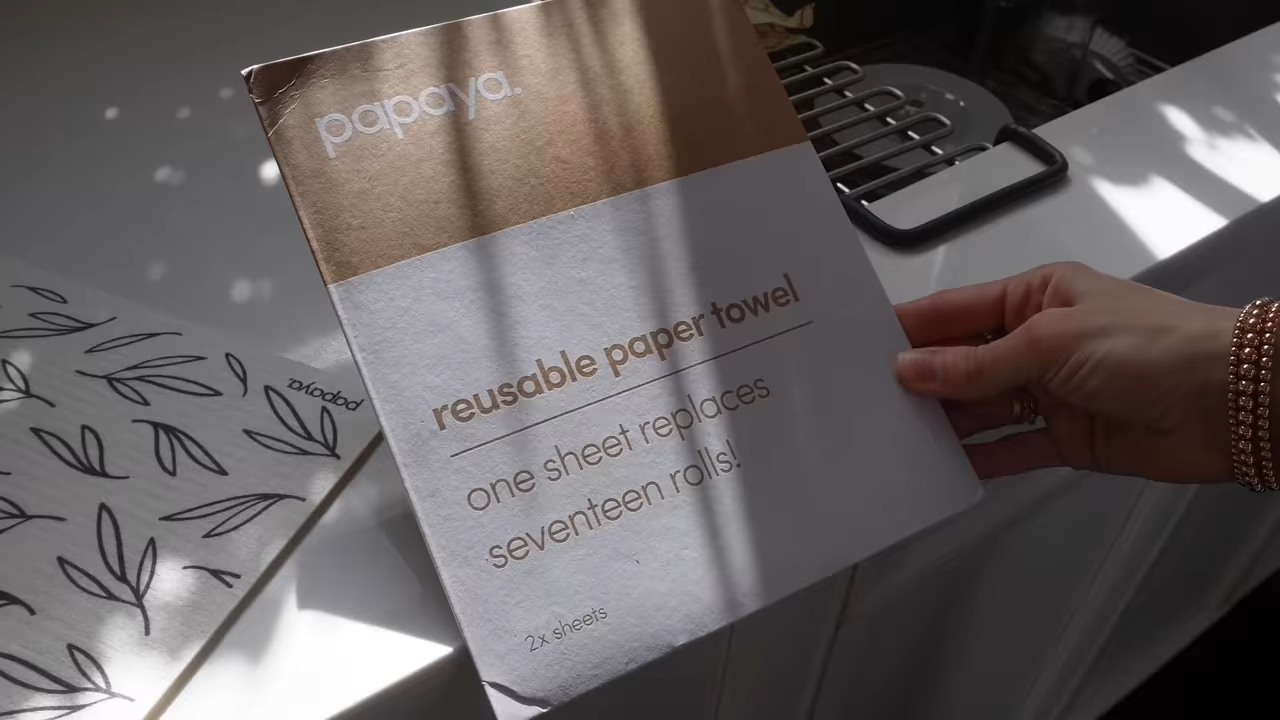 papaya.
reusable paper towel
one sheet replaces
seventeen rolls!
2x sheets
papaya.